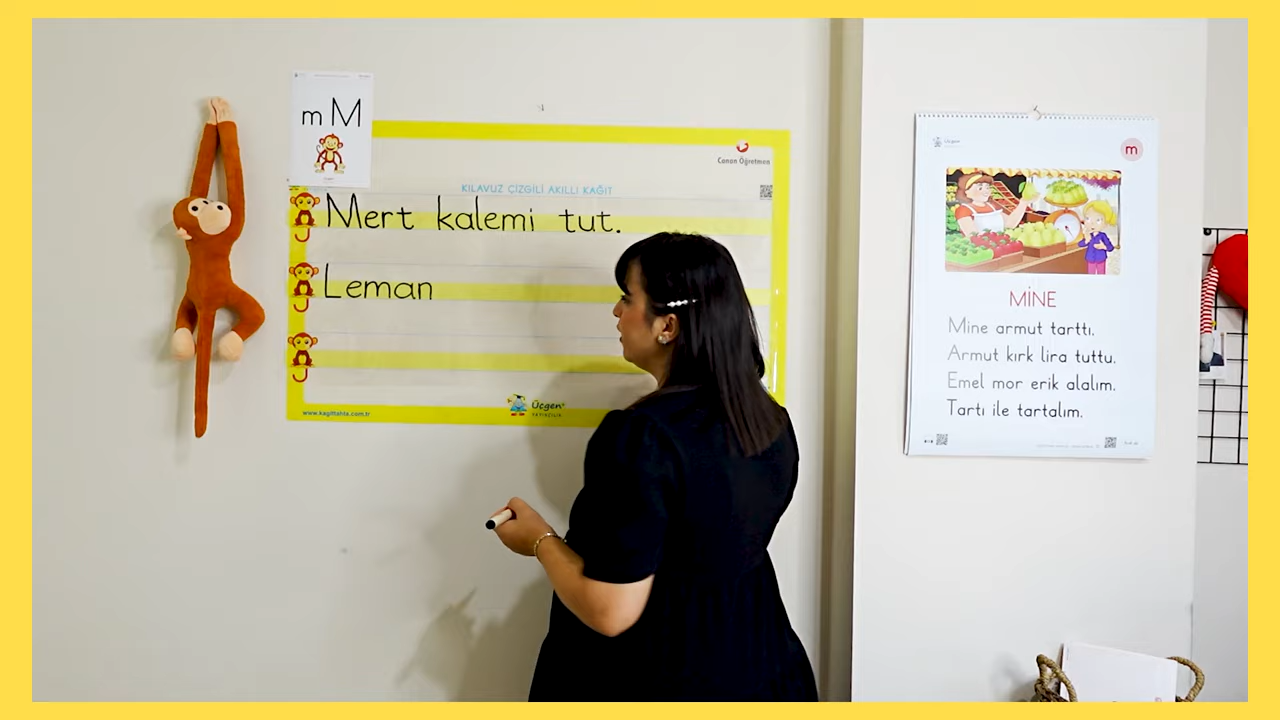 m M
Canan Öğretmen
KILAVUZ ÇİZGİLİ AKILLI KAĞIT
Mert kalemi tut.
Leman
www.kagittahta.com.tr
Üçgen
YAYINCILIK
Üçgen
m
MİNE
Mine armut tarttı.
Armut kırk lira tuttu.
Emel mor erik alalım.
Tartı ile tartalım.